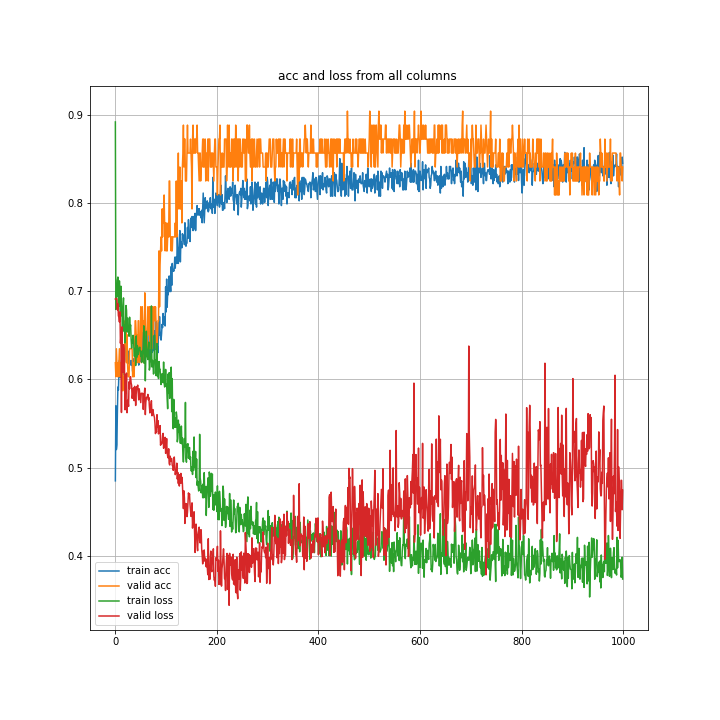 acc and loss from all columns
0.9
0.8
0.7
0.6
0.5
0.4
train acc
valid acc
train loss
valid loss
0 200 400 600 800 1000